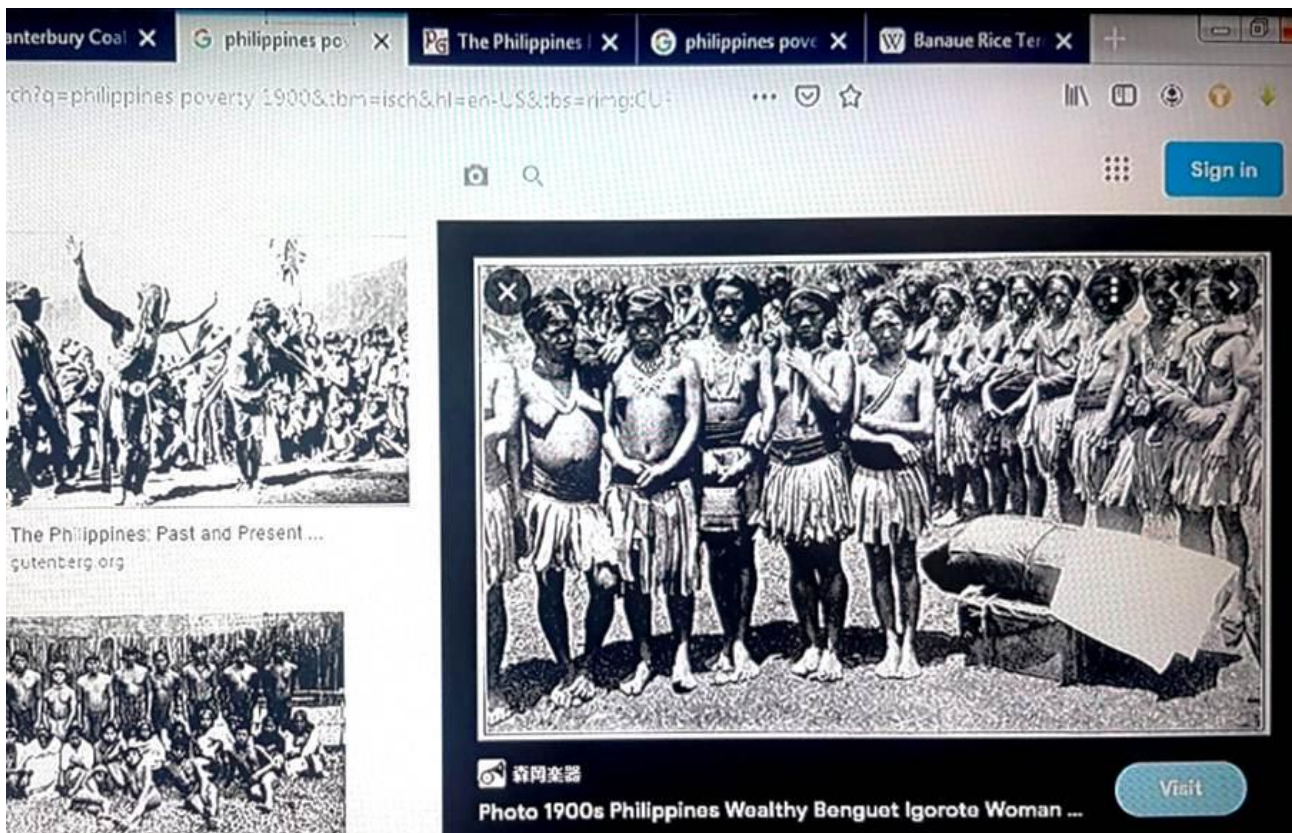 anterbury Coal
philippines po
The Philippines
philippines pove
Banaue Rice Ter
rch?q=philippines poverty 1900&tbm=isch&hl=en-US&tbs=rimg:CU
Sign in
The Philippines: Past and Present ...
gutenberg.org
森岡楽器
Photo 1900s Philippines Wealthy Benguet Igorote Woman ...
Visit